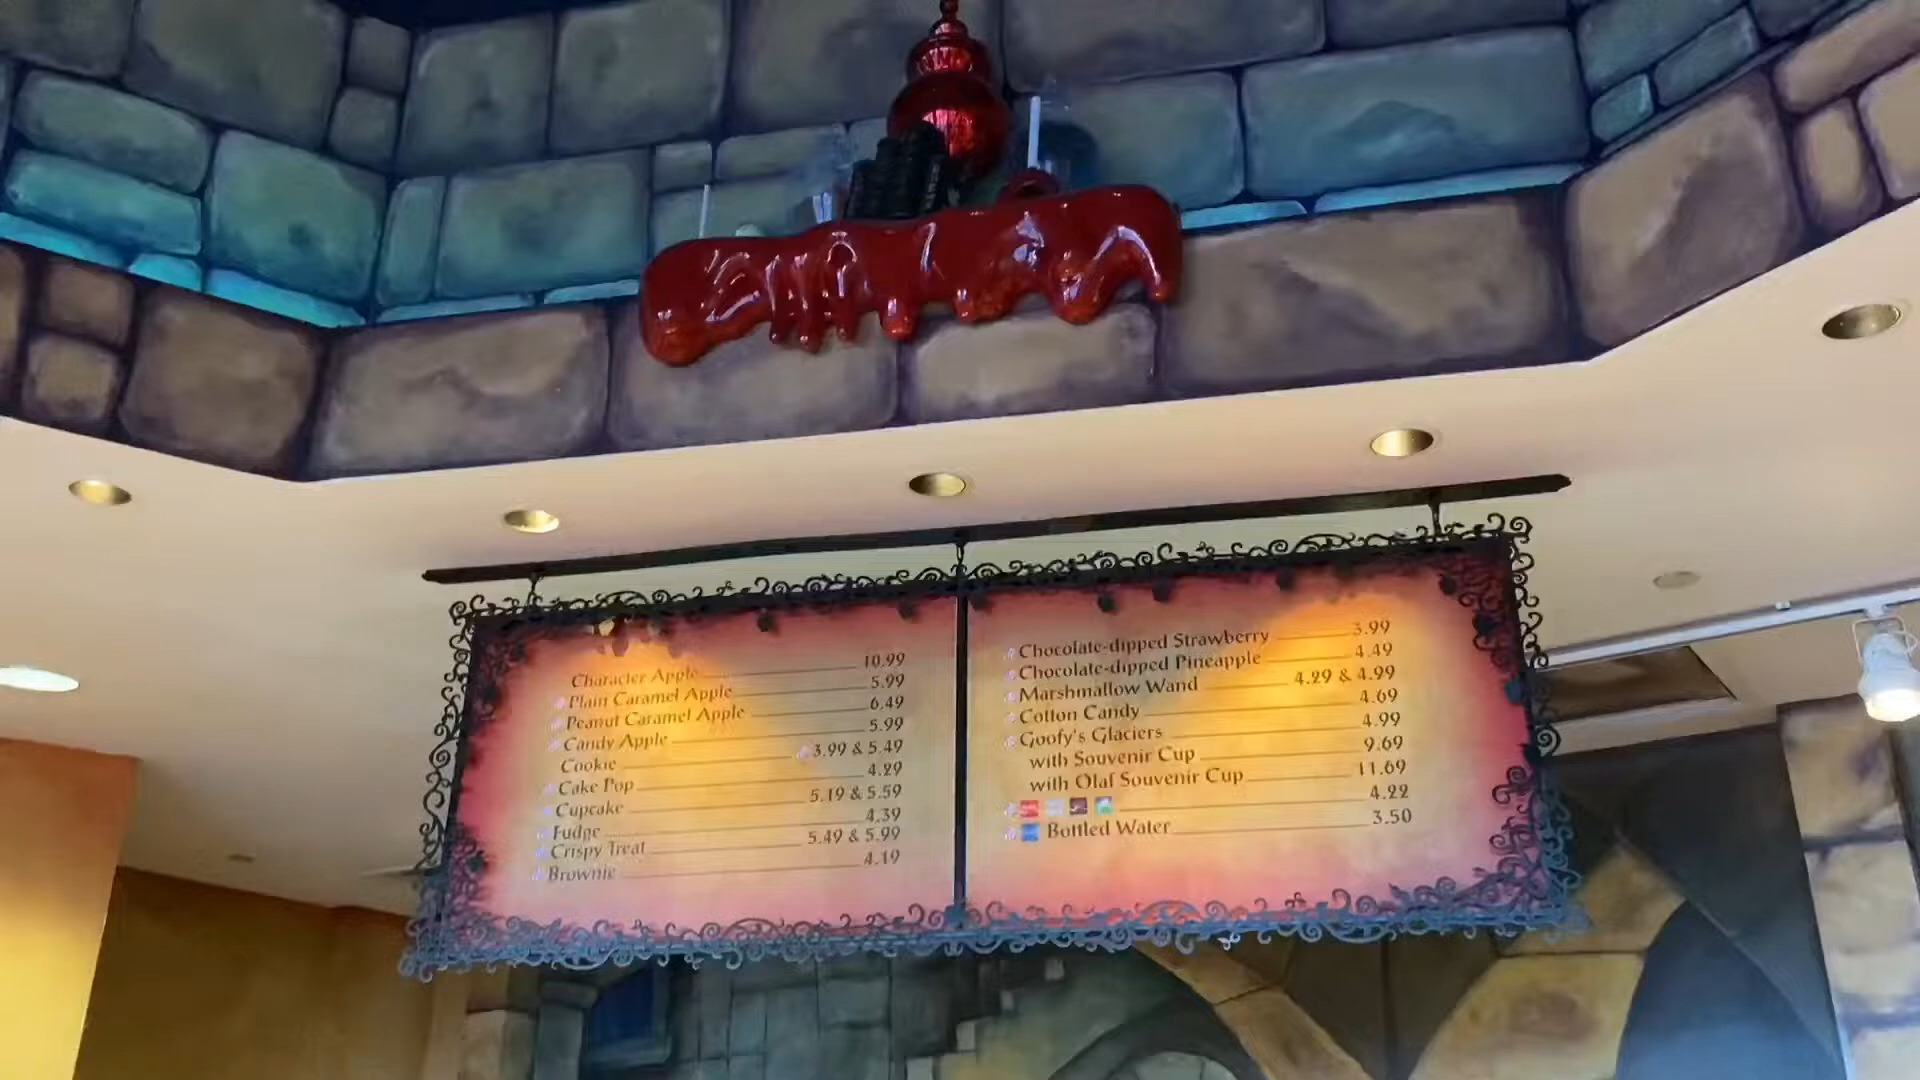 Character Apple 10.99
Plain Caramel Apple 5.99
Peanut Caramel Apple 6.49
Candy Apple 5.99
Cookie 3.99 & 5.49
Cake Pop 4.29
Cupcake 5.19 & 5.59
Fudge 4.39
Crispy Treat 5.49 & 5.99
Brownie 4.19
Chocolate-dipped Strawberry 3.99
Chocolate-dipped Pineapple 4.49
Marshmallow Wand 4.29 & 4.99
Cotton Candy 4.69
Goofy's Glaciers 4.99
with Souvenir Cup 9.69
with Olaf Souvenir Cup 11.69
4.22
Bottled Water 3.50